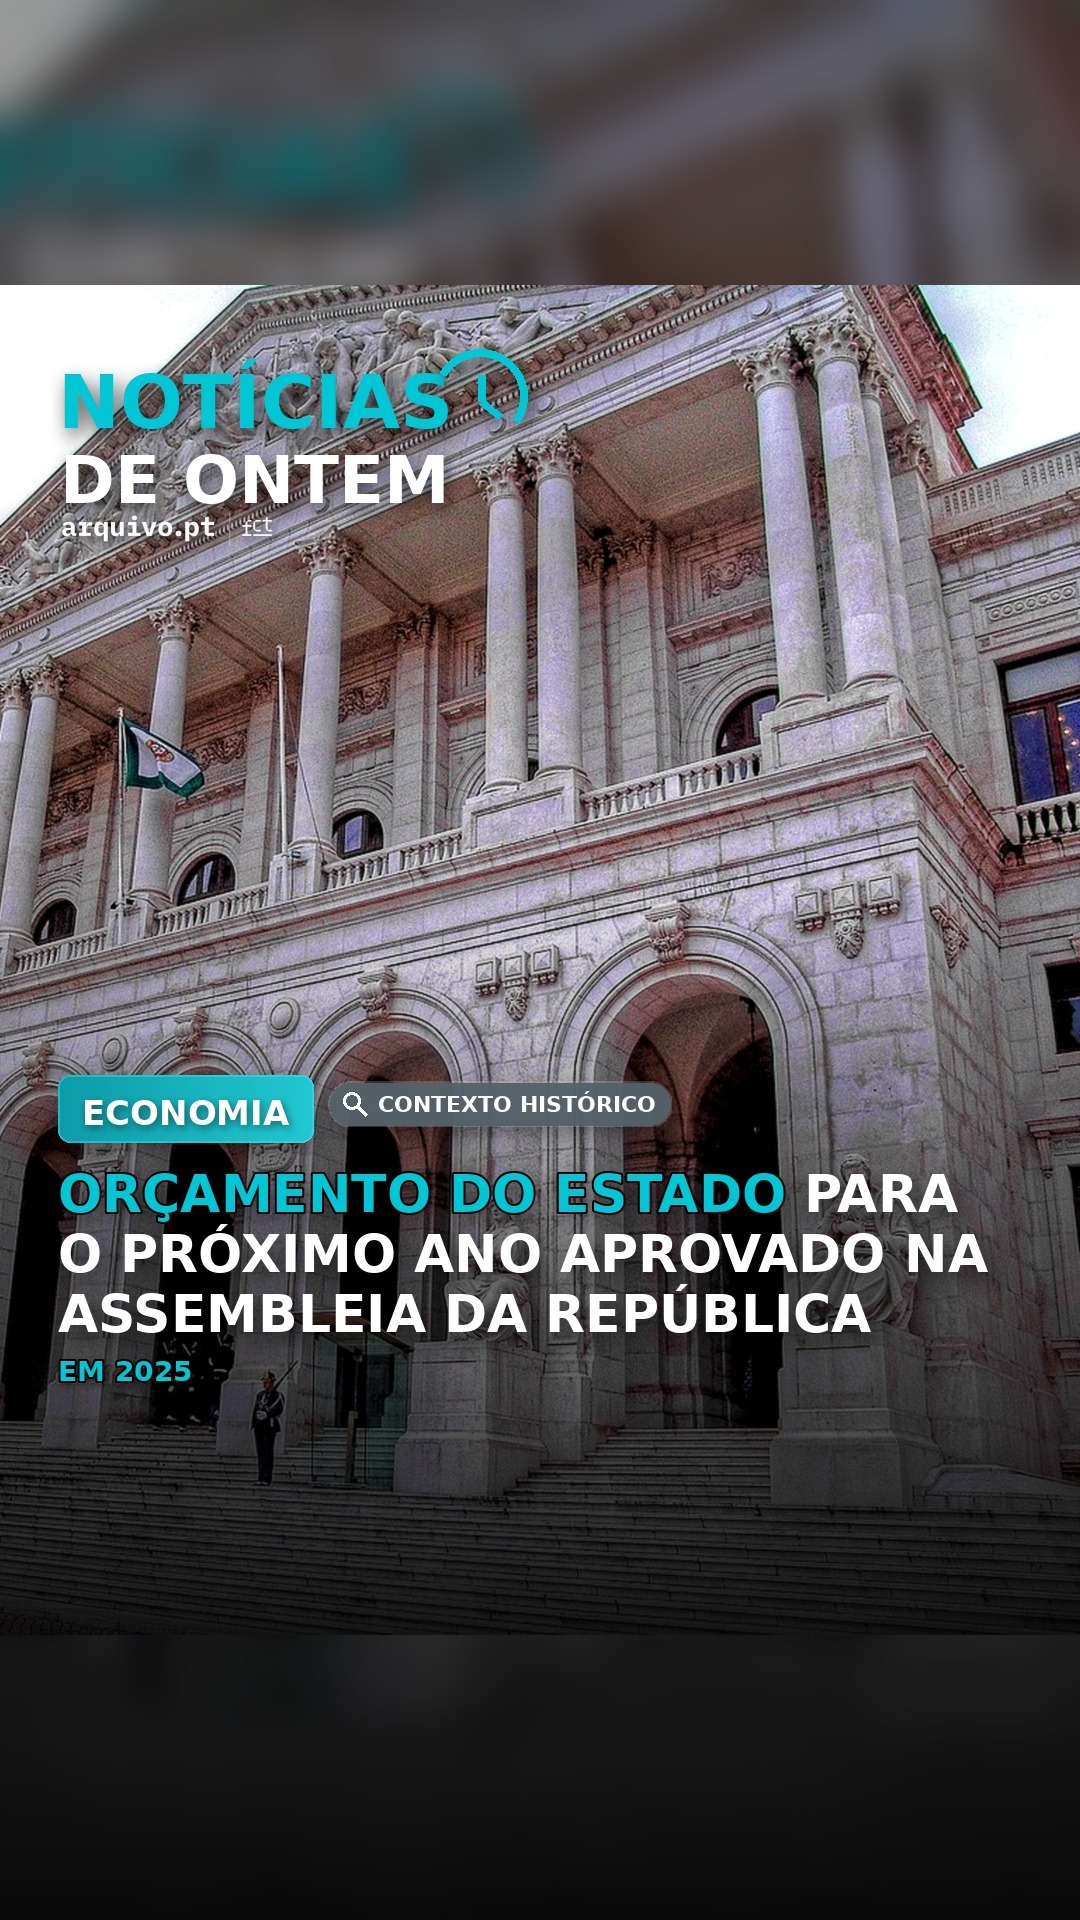 NOTÍCIAS
DE ONTEM
arquivo.pt fct
ECONOMIA
CONTEXTO HISTÓRICO
ORÇAMENTO DO ESTADO PARA
O PRÓXIMO ANO APROVADO NA
ASSEMBLEIA DA REPÚBLICA
EM 2025